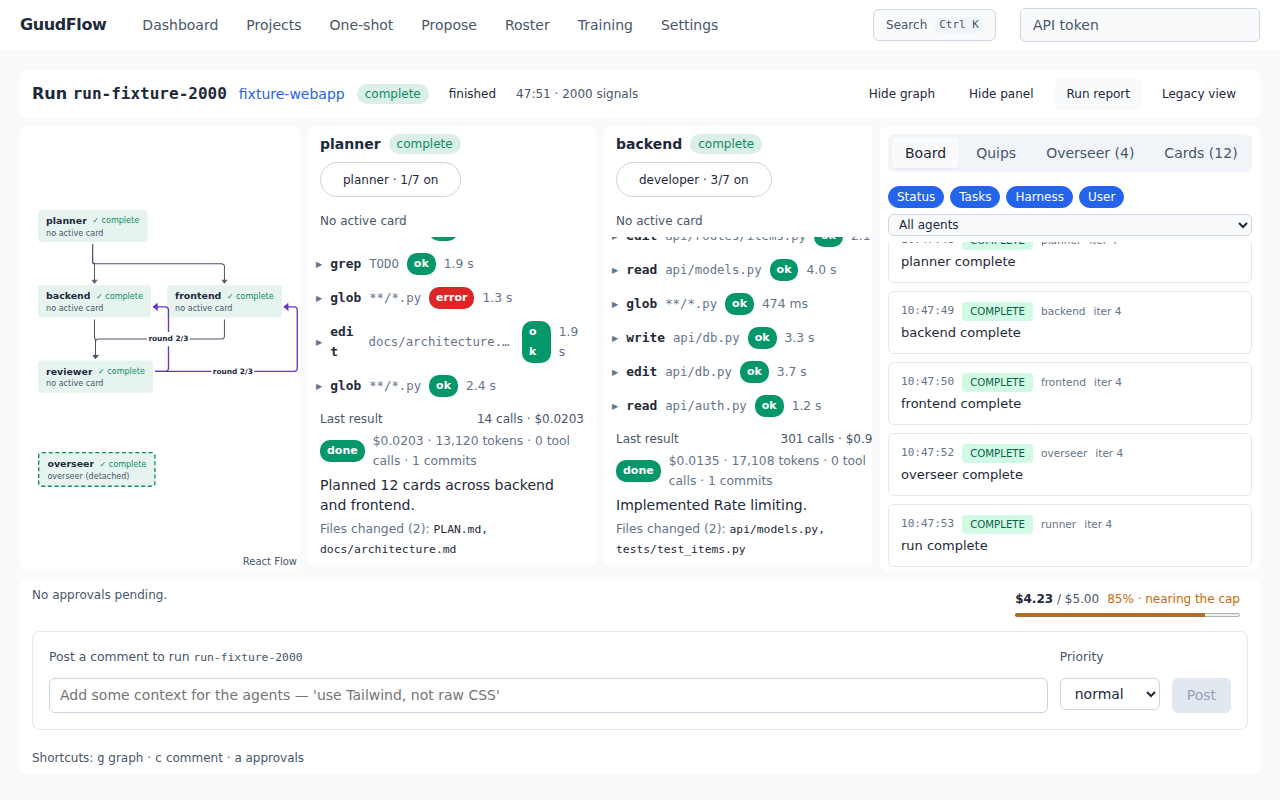 GuudFlow Dashboard Projects One-shot Propose Roster Training Settings Search Ctrl K API token
Run run-fixture-2000 fixture-webapp complete finished 47:51 · 2000 signals Hide graph Hide panel Run report Legacy view
planner ✓ complete
no active card
backend ✓ complete
no active card
frontend ✓ complete
no active card
round 2/3
reviewer ✓ complete
no active card
round 2/3
overseer ✓ complete
overseer (detached)
React Flow
planner complete
planner · 1/7 on
No active card
▸ grep TODO ok 1.9 s
▸ glob **/*.py error 1.3 s
▸ edit docs/architecture.… ok 1.9 s
▸ glob **/*.py ok 2.4 s
Last result 14 calls · $0.0203
done $0.0203 · 13,120 tokens · 0 tool
calls · 1 commits
Planned 12 cards across backend
and frontend.
Files changed (2): PLAN.md,
docs/architecture.md
backend complete
developer · 3/7 on
No active card
▸ edit api/routes/items.py ok 2.1
▸ read api/models.py ok 4.0 s
▸ glob **/*.py ok 474 ms
▸ write api/db.py ok 3.3 s
▸ edit api/db.py ok 3.7 s
▸ read api/auth.py ok 1.2 s
Last result 301 calls · $0.9
done $0.0135 · 17,108 tokens · 0 tool
calls · 1 commits
Implemented Rate limiting.
Files changed (2): api/models.py,
tests/test_items.py
Board Quips Overseer (4) Cards (12)
Status Tasks Harness User
All agents
COMPLETE planner iter 4
planner complete
10:47:49 COMPLETE backend iter 4
backend complete
10:47:50 COMPLETE frontend iter 4
frontend complete
10:47:52 COMPLETE overseer iter 4
overseer complete
10:47:53 COMPLETE runner iter 4
run complete
No approvals pending.
$4.23 / $5.00 85% · nearing the cap
Post a comment to run run-fixture-2000 Priority
Add some context for the agents — 'use Tailwind, not raw CSS' normal Post
Shortcuts: g graph · c comment · a approvals